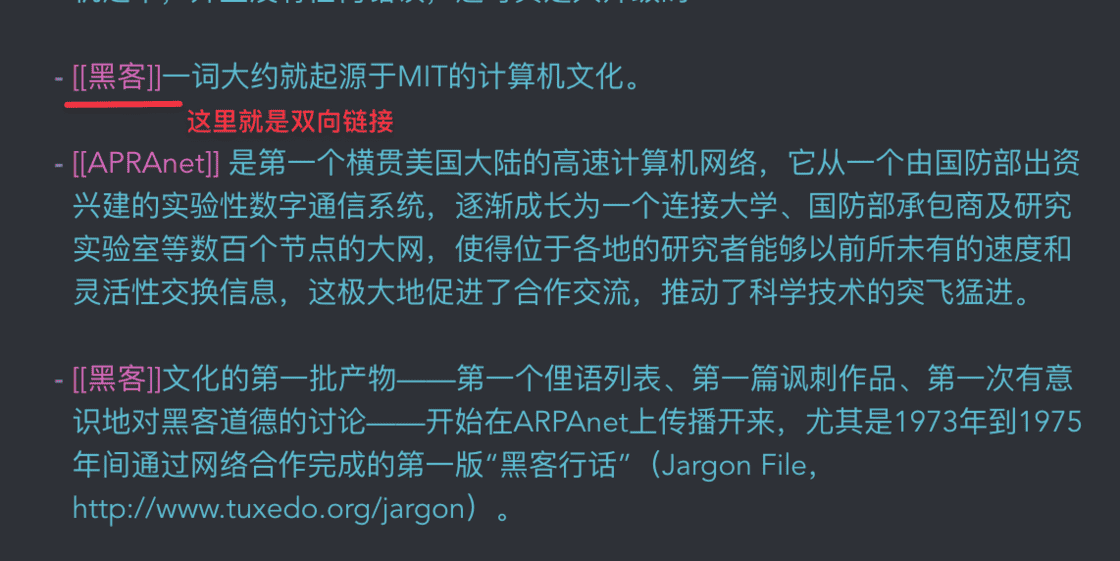 - [[黑客]]一词大约就起源于MIT的计算机文化。
这里就是双向链接
- [[APRAnet]] 是第一个横贯美国大陆的高速计算机网络，它从一个由国防部出资
兴建的实验性数字通信系统，逐渐成长为一个连接大学、国防部承包商及研究
实验室等数百个节点的大网，使得位于各地的研究者能够以前所未有的速度和
灵活性交换信息，这极大地促进了合作交流，推动了科学技术的突飞猛进。
- [[黑客]]文化的第一批产物——第一个俚语列表、第一篇讽刺作品、第一次有意
识地对黑客道德的讨论——开始在ARPAnet上传播开来，尤其是1973年到1975
年间通过网络合作完成的第一版“黑客行话”（Jargon File，
http://www.tuxedo.org/jargon）。